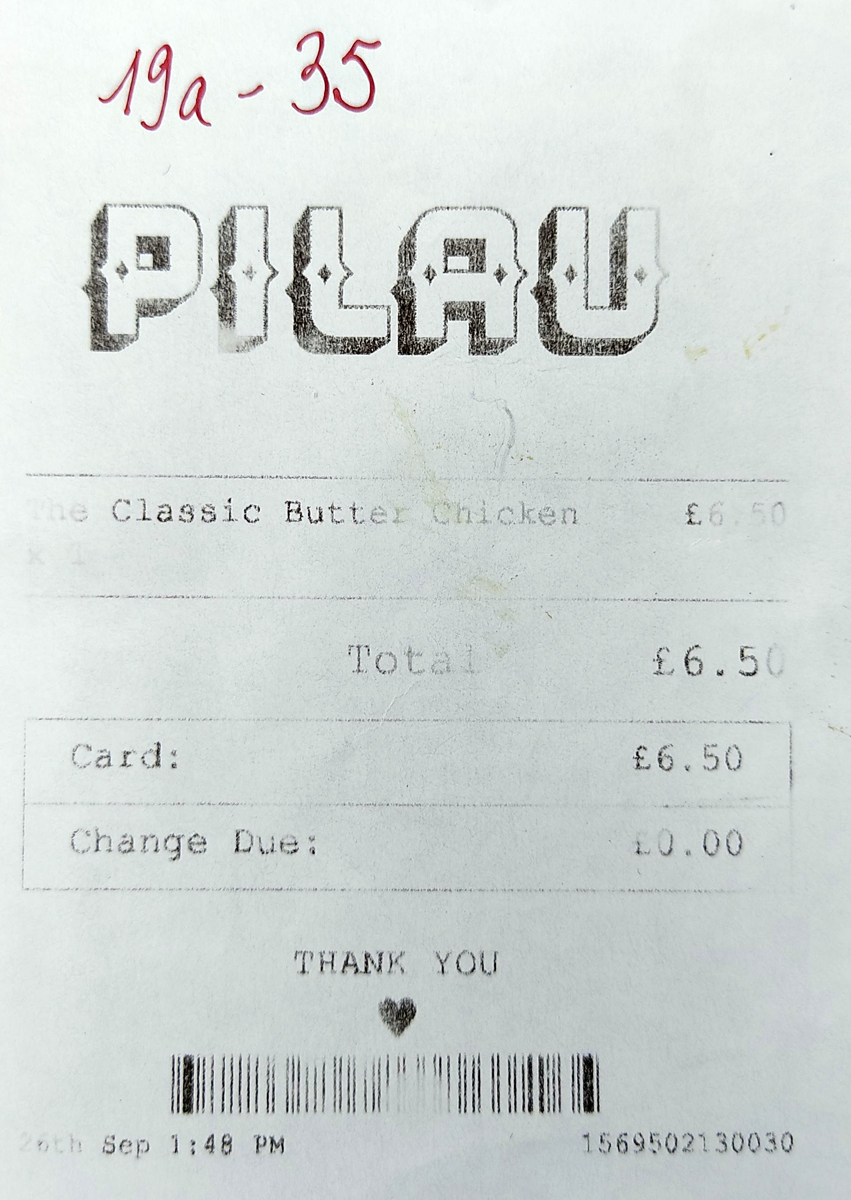 19a - 35
PILAU
The Classic Butter Chicken £6.50
x 1
Total £6.50
Card: £6.50
Change Due: £0.00
THANK YOU
26th Sep 1:48 PM 1569502130030